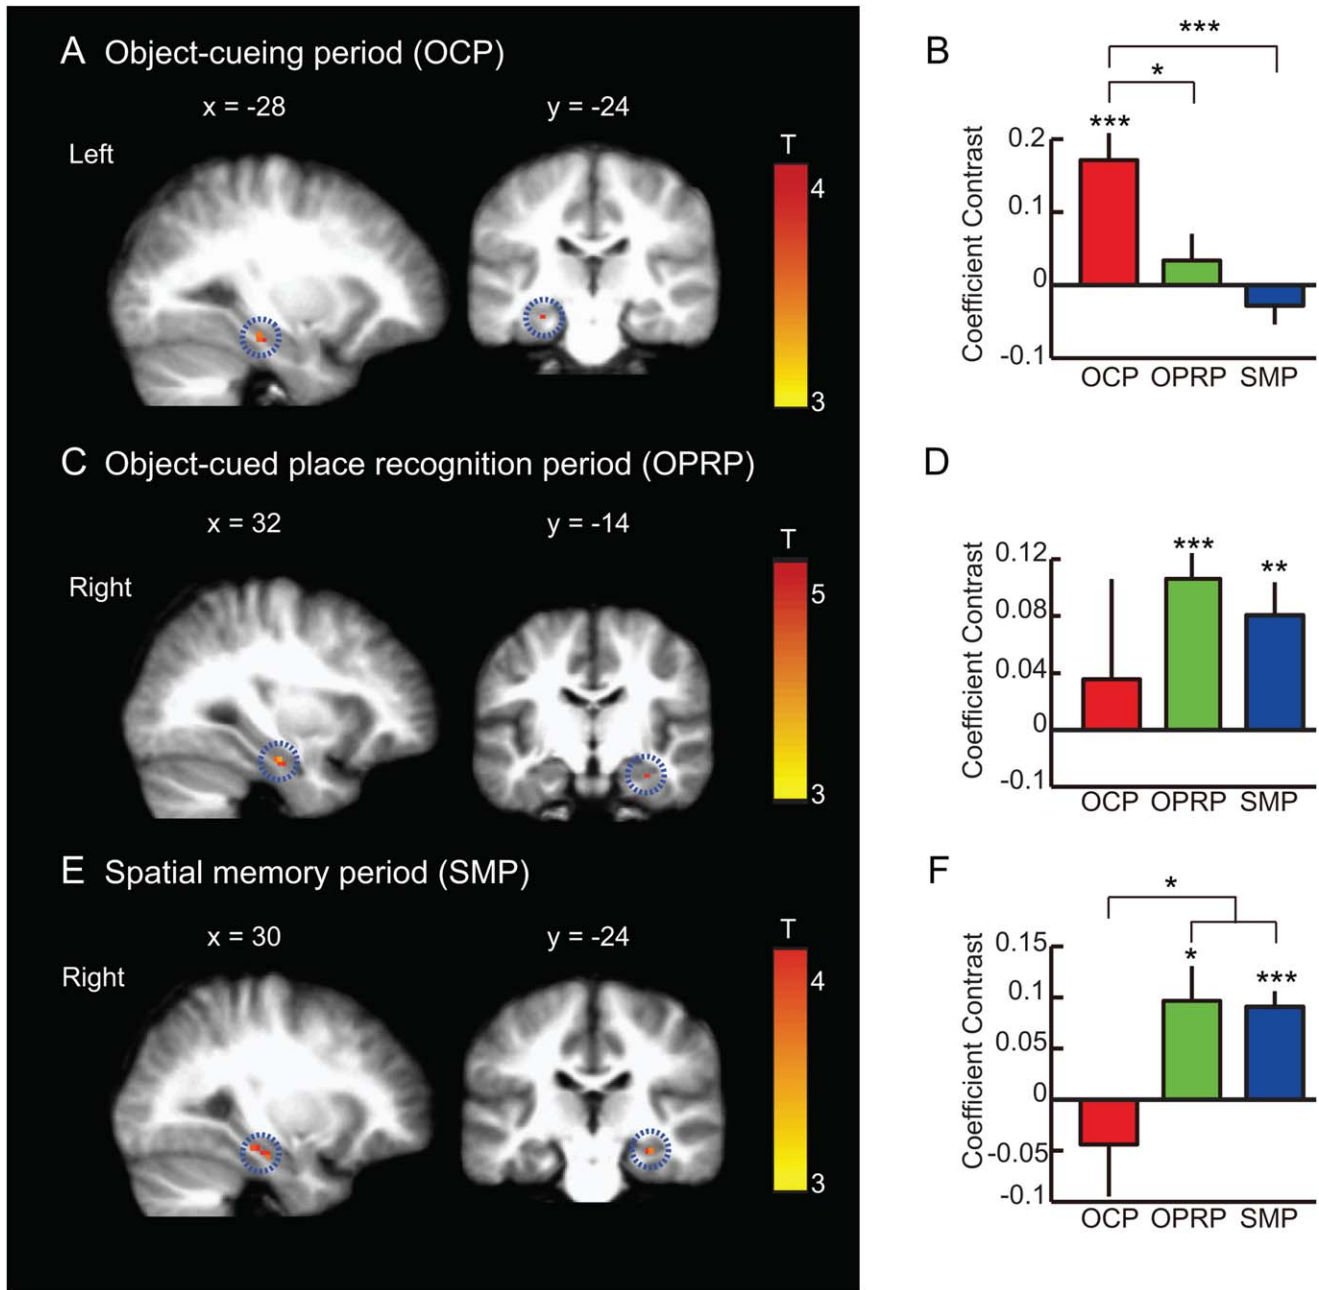 A Object-cueing period (OCP)
x = -28
y = -24
Left
T
4
3
B
***
*
***
Coefficient Contrast
0.2
0.1
0
-0.1
OCP OPRP SMP
C Object-cued place recognition period (OPRP)
x = 32
y = -14
Right
T
5
3
D
***
**
Coefficient Contrast
0.12
0.08
0.04
0
-0.1
OCP OPRP SMP
E Spatial memory period (SMP)
x = 30
y = -24
Right
T
4
3
F
*
*
***
Coefficient Contrast
0.15
0.1
0.05
0
-0.05
-0.1
OCP OPRP SMP